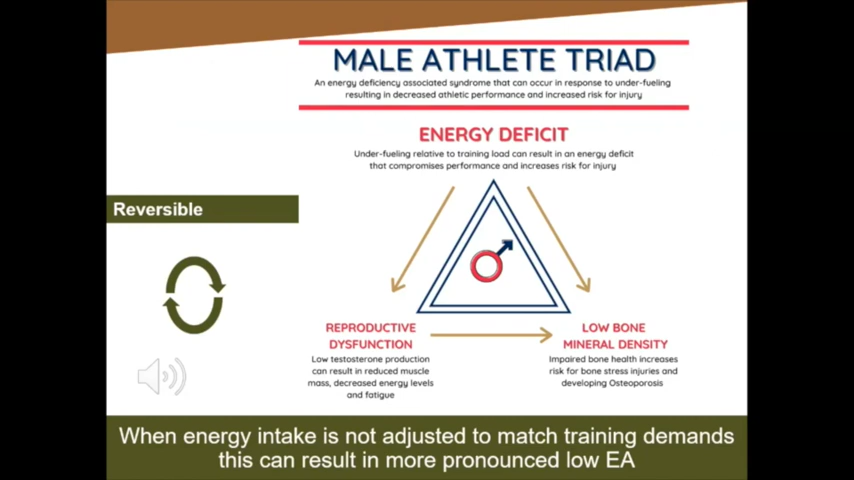 MALE ATHLETE TRIAD
An energy deficiency associated syndrome that can occur in response to under-fueling
resulting in decreased athletic performance and increased risk for injury
ENERGY DEFICIT
Under-fueling relative to training load can result in an energy deficit
that compromises performance and increases risk for injury
Reversible
REPRODUCTIVE
DYSFUNCTION
Low testosterone production
can result in reduced muscle
mass, decreased energy levels
and fatigue
LOW BONE
MINERAL DENSITY
Impaired bone health increases
risk for bone stress injuries and
developing Osteoporosis
When energy intake is not adjusted to match training demands
this can result in more pronounced low EA